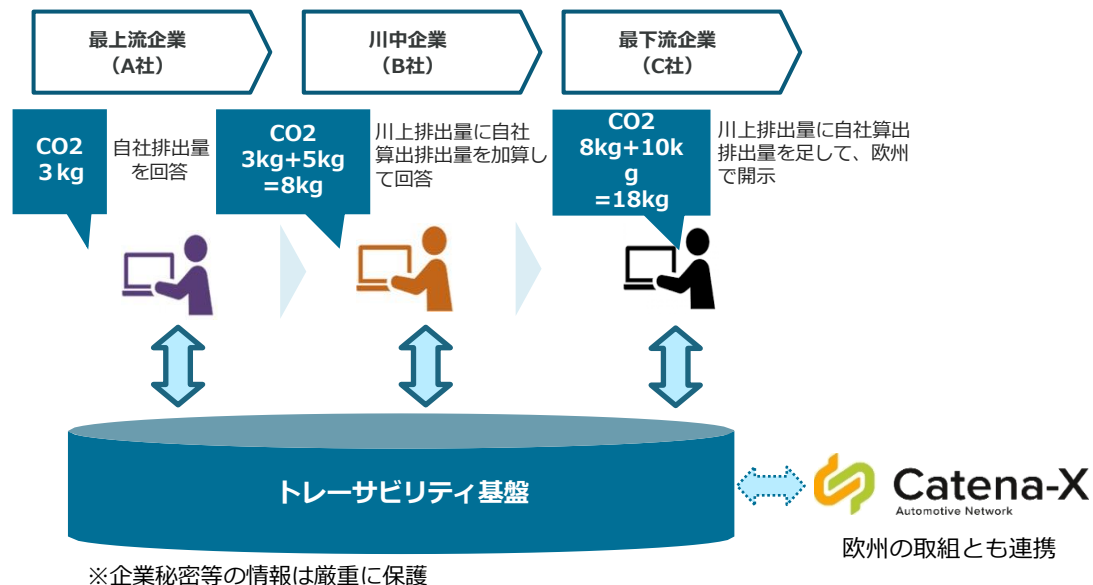 最上流企業
（A社）
川中企業
（B社）
最下流企業
（C社）
CO2
３kg
自社排出量
を回答
CO2
3kg+5kg
=8kg
川上排出量に自社
算出排出量を加算し
て回答
CO2
8kg+10k
g
=18kg
川上排出量に自社算出
排出量を足して、欧州
で開示
トレーサビリティ基盤
Catena-X
Automotive Network
欧州の取組とも連携
※企業秘密等の情報は厳重に保護